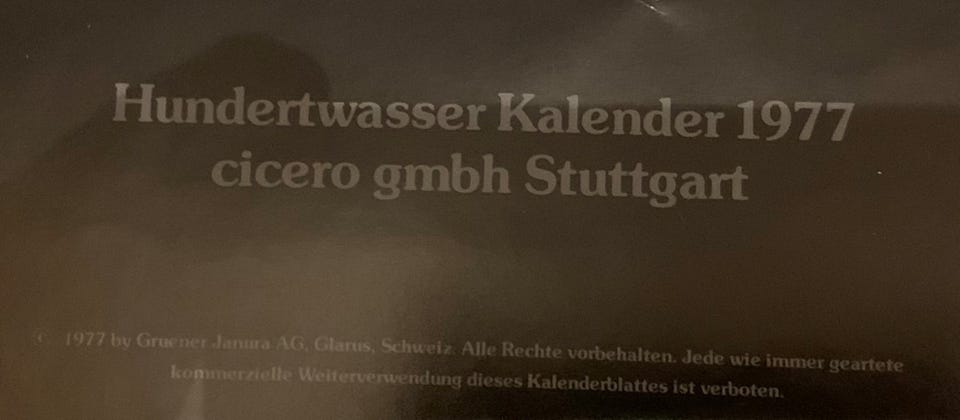 Hundertwasser Kalender 1977
cicero gmbh Stuttgart
© 1977 by Gruener Janura AG, Glarus, Schweiz. Alle Rechte vorbehalten. Jede wie immer geartete
kommerzielle Weiterverwendung dieses Kalenderblattes ist verboten.